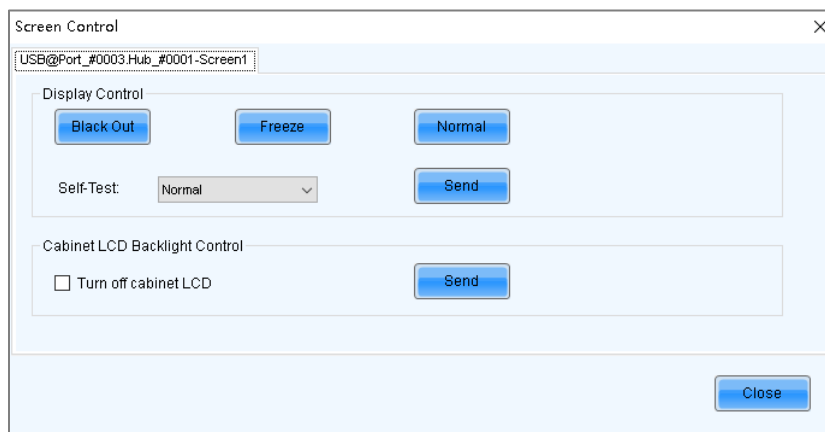 Screen Control
USB@Port_#0003.Hub_#0001-Screen1
Display Control
Black Out Freeze Normal
Self-Test: Normal Send
Cabinet LCD Backlight Control
Turn off cabinet LCD Send
Close